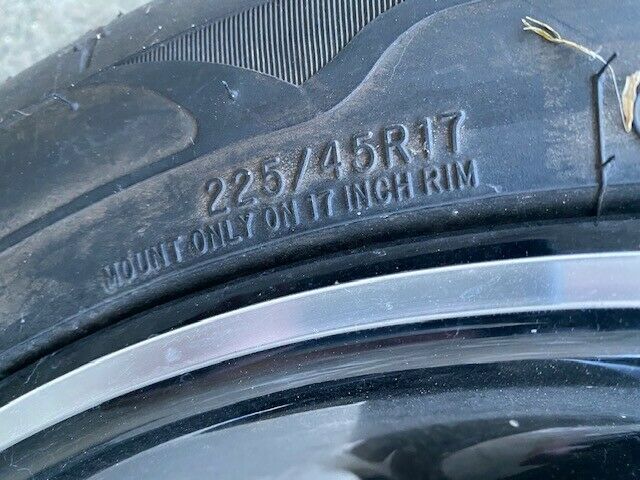 225/45R17
MOUNT ONLY ON 17 INCH RIM